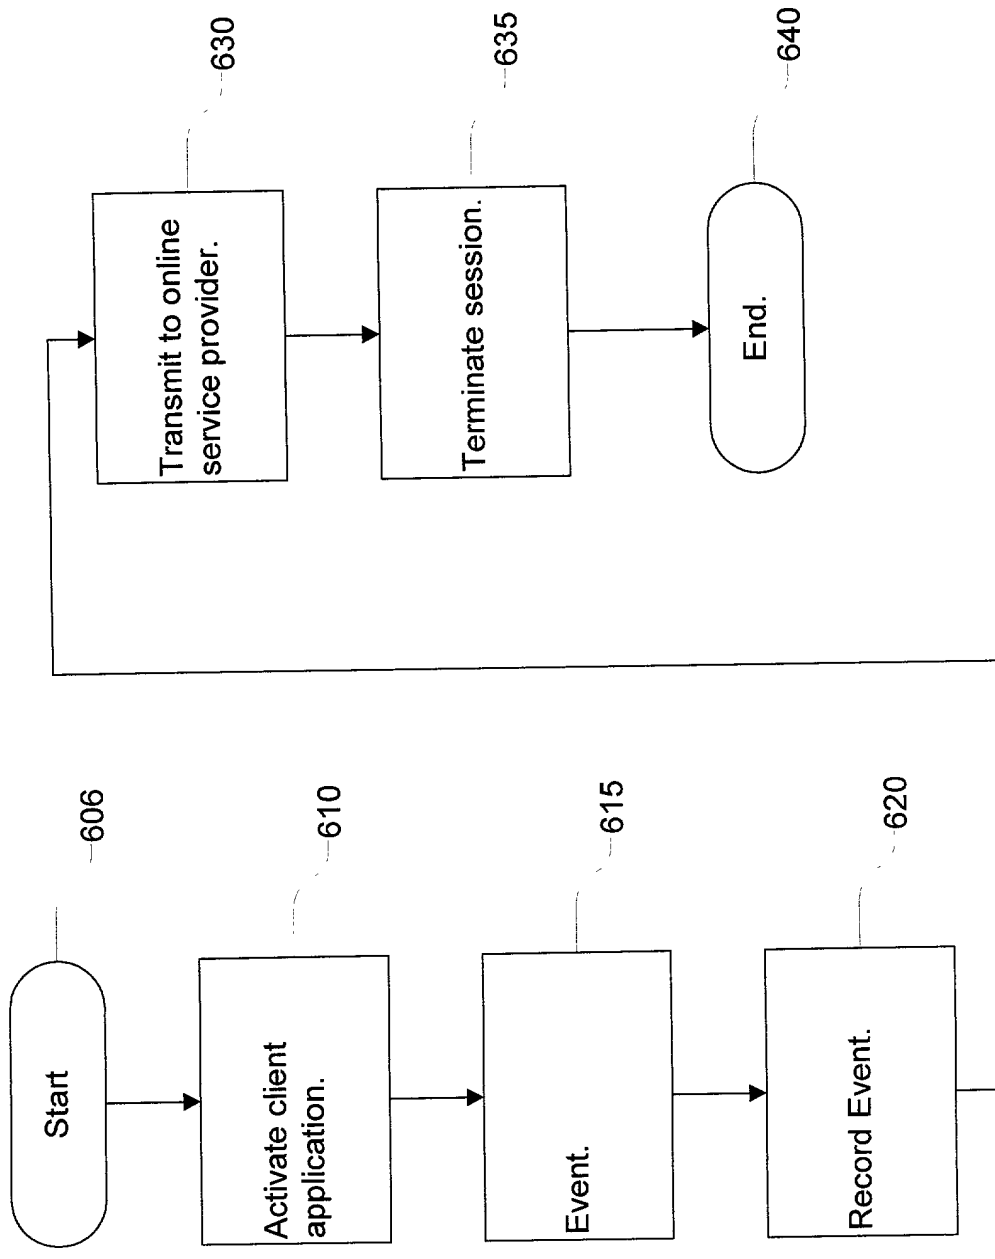 Start
606
Activate client
application.
610
Event.
615
Record Event.
620
Transmit to online
service provider.
630
Terminate session.
635
End.
640